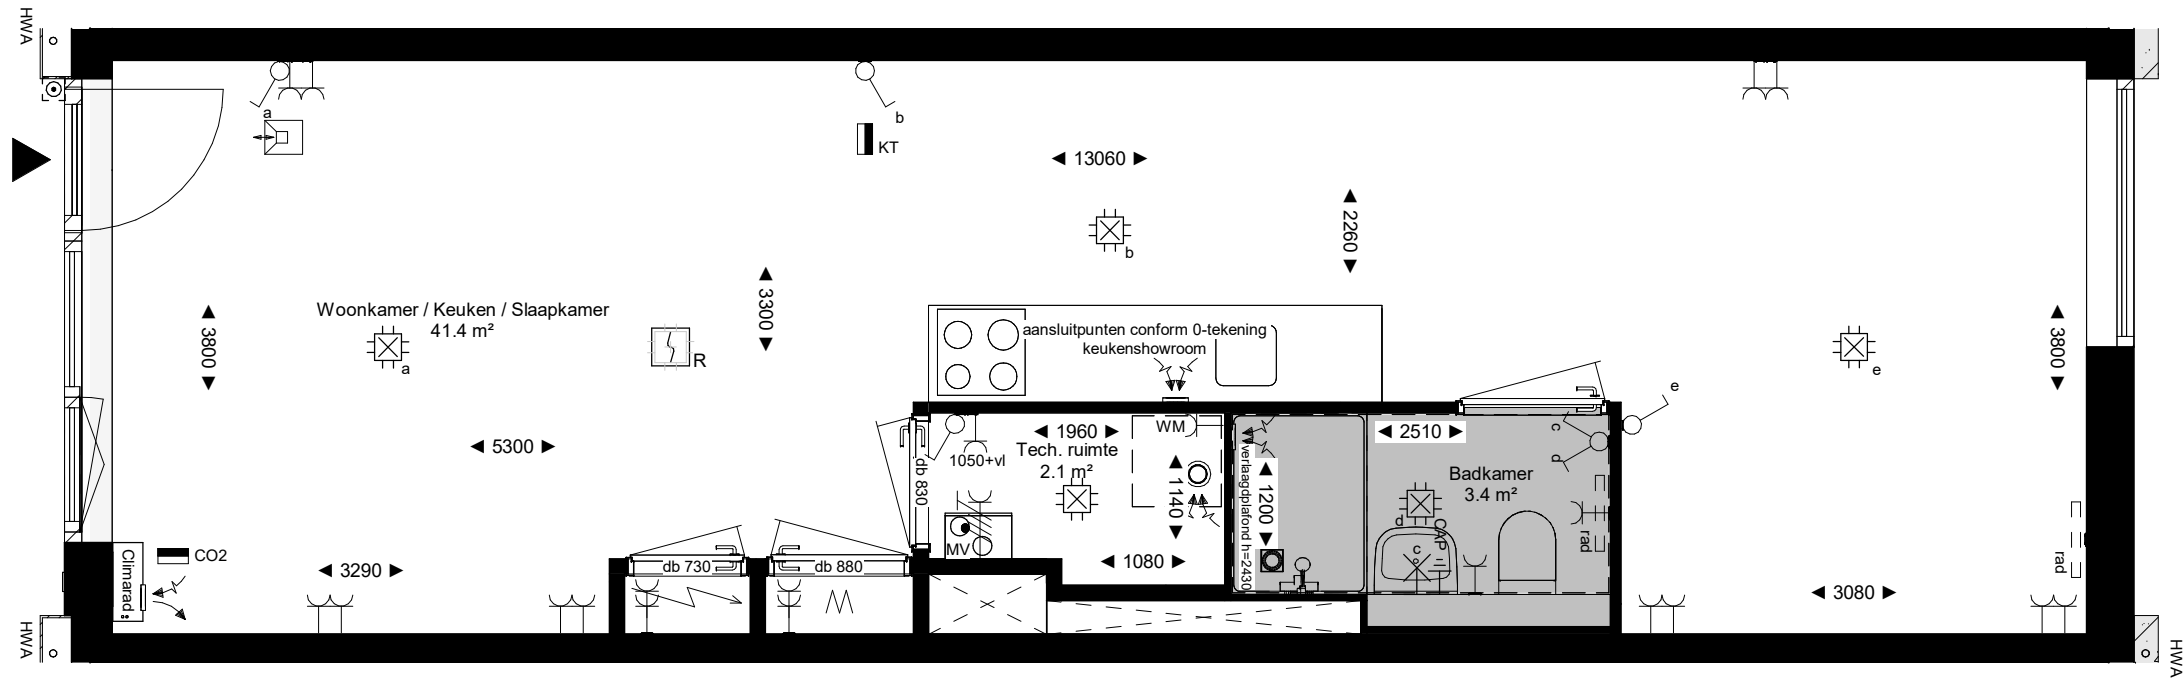 HWA
a
b
KT
13060
2260
b
Woonkamer / Keuken / Slaapkamer
41.4 m²
a
R
3300
3800
3800
aansluitpunten conform 0-tekening
keukenshowroom
e
e
5300
1050+vl
1960
Tech. ruimte
2.1 m²
WM
1140
db 830
MV
1080
verlaagdplafond h=2430
1200
2510
c
d
Badkamer
3.4 m²
d
CAP
c
rad
rad
Climarad
CO2
3290
db 730
db 880
3080
HWA
HWA